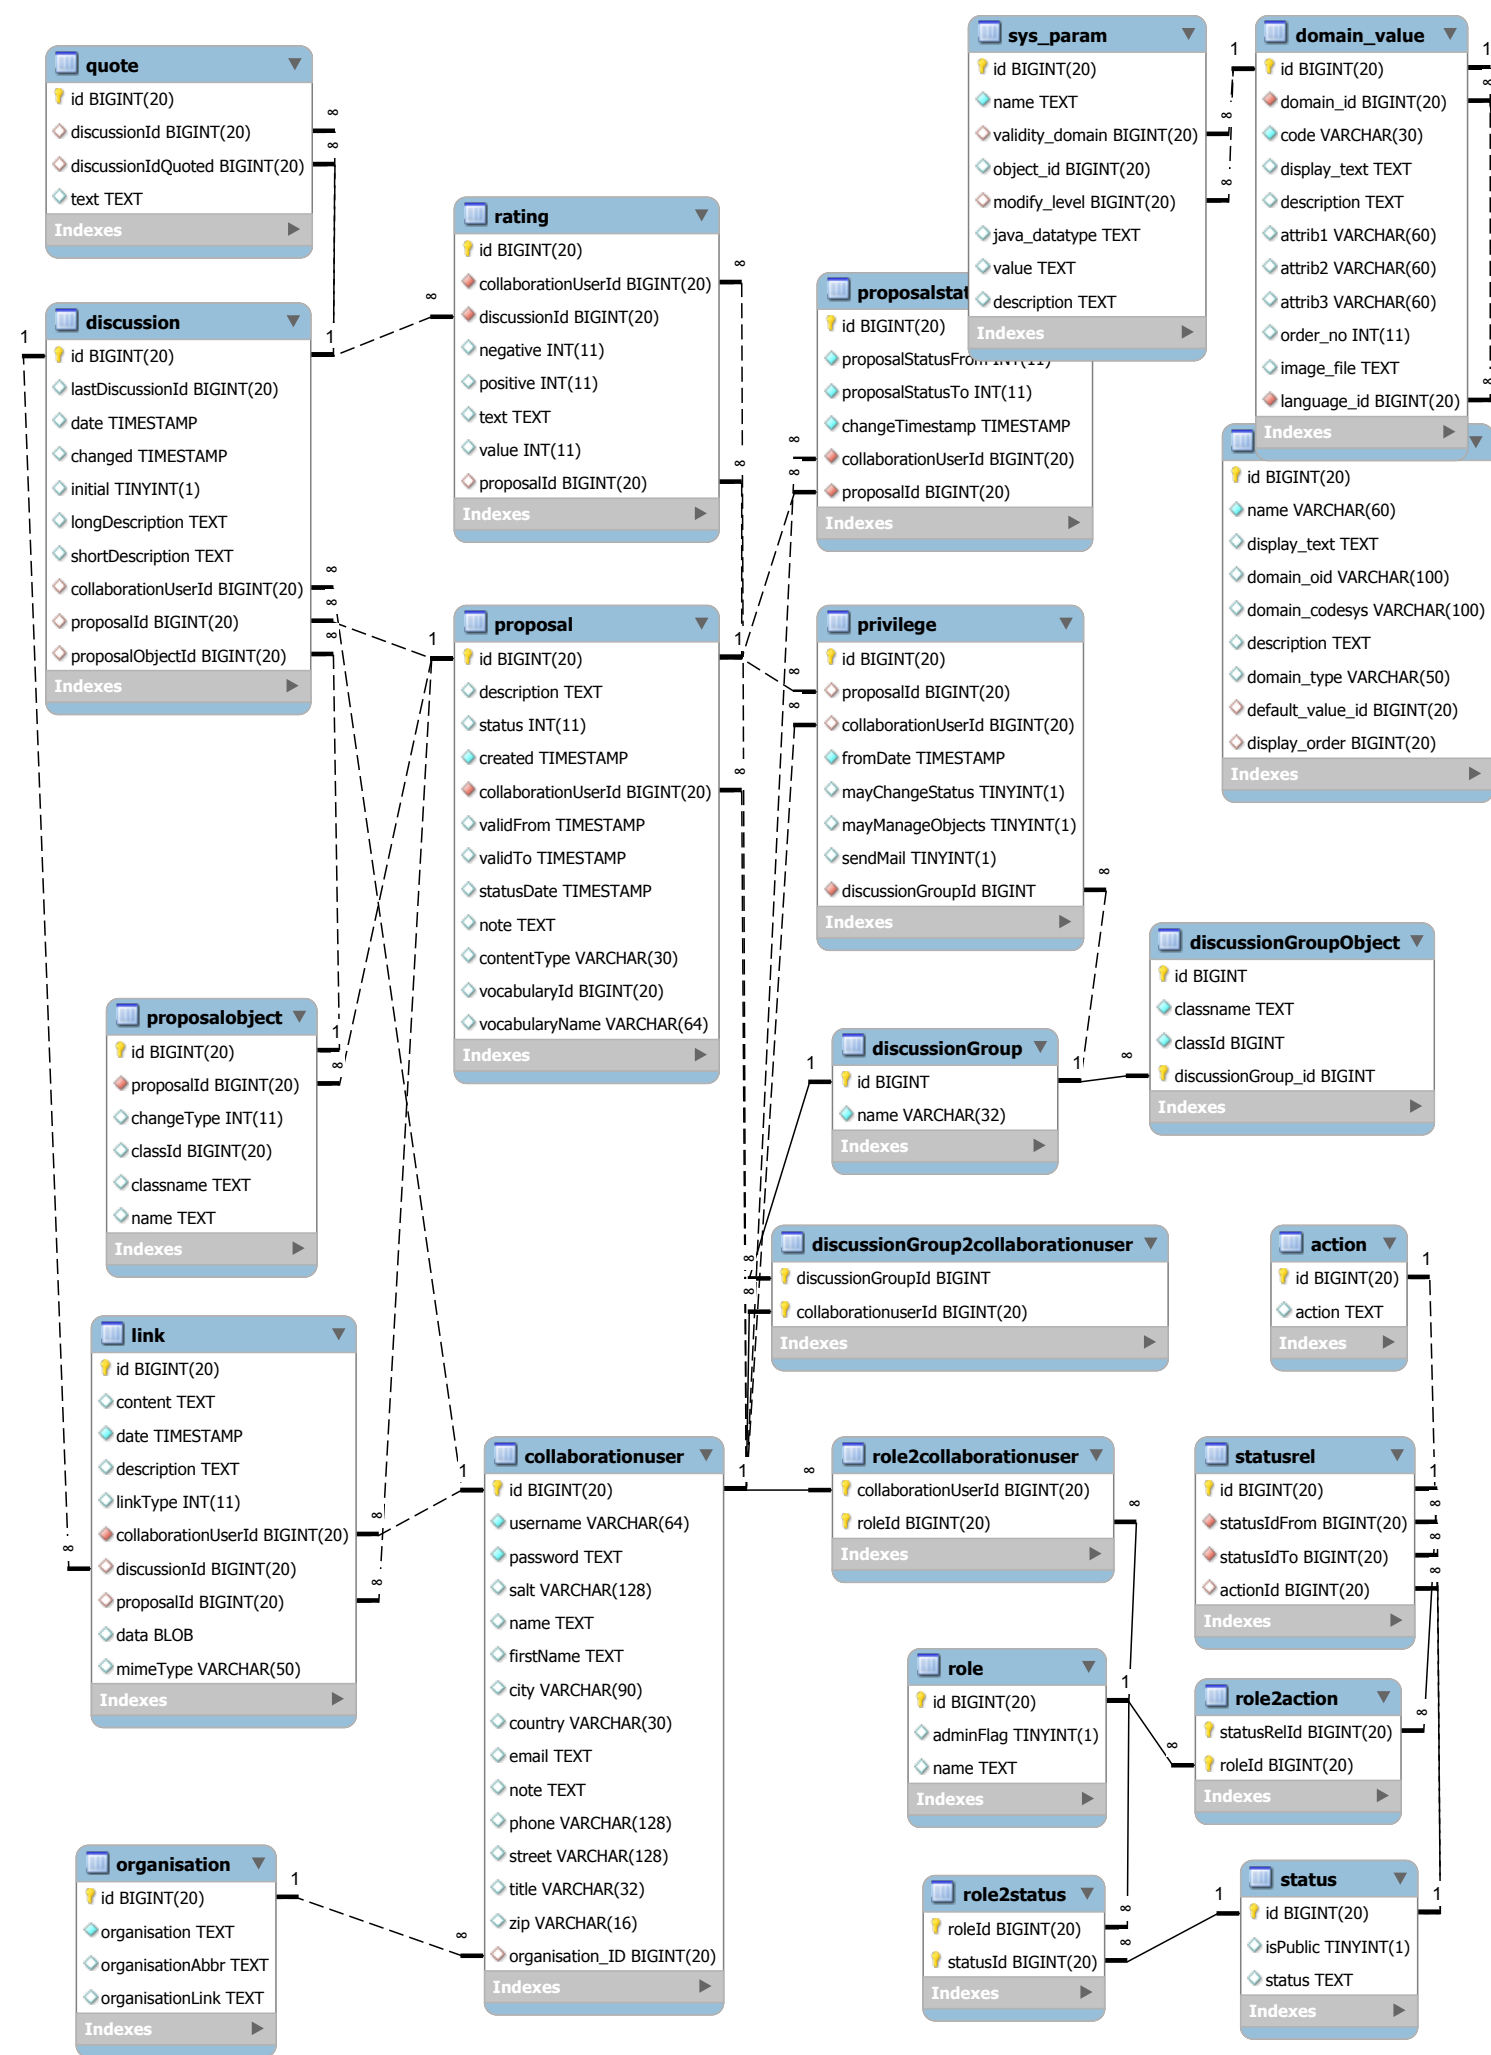 quote
id BIGINT(20)
discussionId BIGINT(20)
discussionIdQuoted BIGINT(20)
text TEXT
Indexes
∞
∞
discussion
1
1
id BIGINT(20)
lastDiscussionId BIGINT(20)
date TIMESTAMP
changed TIMESTAMP
initial TINYINT(1)
longDescription TEXT
shortDescription TEXT
collaborationUserId BIGINT(20)
proposalId BIGINT(20)
proposalObjectId BIGINT(20)
Indexes
∞
∞
∞
rating
id BIGINT(20)
collaborationUserId BIGINT(20)
discussionId BIGINT(20)
negative INT(11)
positive INT(11)
text TEXT
value INT(11)
proposalId BIGINT(20)
Indexes
∞
∞
∞
sys_param
id BIGINT(20)
name TEXT
validity_domain BIGINT(20)
object_id BIGINT(20)
modify_level BIGINT(20)
java_datatype TEXT
value TEXT
description TEXT
Indexes
∞
∞
1
domain_value
id BIGINT(20)
domain_id BIGINT(20)
code VARCHAR(30)
display_text TEXT
description TEXT
attrib1 VARCHAR(60)
attrib2 VARCHAR(60)
attrib3 VARCHAR(60)
order_no INT(11)
image_file TEXT
language_id BIGINT(20)
Indexes
1
∞
∞
proposalstat
id BIGINT(20)
proposalStatusFrom INT(11)
proposalStatusTo INT(11)
changeTimestamp TIMESTAMP
collaborationUserId BIGINT(20)
proposalId BIGINT(20)
Indexes
∞
∞
id BIGINT(20)
name VARCHAR(60)
display_text TEXT
domain_oid VARCHAR(100)
domain_codesys VARCHAR(100)
description TEXT
domain_type VARCHAR(50)
default_value_id BIGINT(20)
display_order BIGINT(20)
Indexes
proposal
1
1
id BIGINT(20)
description TEXT
status INT(11)
created TIMESTAMP
collaborationUserId BIGINT(20)
validFrom TIMESTAMP
validTo TIMESTAMP
statusDate TIMESTAMP
note TEXT
contentType VARCHAR(30)
vocabularyId BIGINT(20)
vocabularyName VARCHAR(64)
Indexes
∞
privilege
id BIGINT(20)
proposalId BIGINT(20)
collaborationUserId BIGINT(20)
fromDate TIMESTAMP
mayChangeStatus TINYINT(1)
mayManageObjects TINYINT(1)
sendMail TINYINT(1)
discussionGroupId BIGINT
Indexes
∞
∞
∞
discussionGroupObject
id BIGINT
classname TEXT
classId BIGINT
discussionGroup_id BIGINT
Indexes
∞
proposalobject
id BIGINT(20)
proposalId BIGINT(20)
changeType INT(11)
classId BIGINT(20)
classname TEXT
name TEXT
Indexes
1
∞
discussionGroup
1
1
id BIGINT
name VARCHAR(32)
Indexes
discussionGroup2collaborationuser
discussionGroupId BIGINT
collaborationuserId BIGINT(20)
Indexes
∞
∞
action
id BIGINT(20)
action TEXT
Indexes
1
link
id BIGINT(20)
content TEXT
date TIMESTAMP
description TEXT
linkType INT(11)
collaborationUserId BIGINT(20)
discussionId BIGINT(20)
proposalId BIGINT(20)
data BLOB
mimeType VARCHAR(50)
Indexes
∞
∞
∞
collaborationuser
1
1
id BIGINT(20)
username VARCHAR(64)
password TEXT
salt VARCHAR(128)
name TEXT
firstName TEXT
city VARCHAR(90)
country VARCHAR(30)
email TEXT
note TEXT
phone VARCHAR(128)
street VARCHAR(128)
title VARCHAR(32)
zip VARCHAR(16)
organisation_ID BIGINT(20)
Indexes
∞
role2collaborationuser
collaborationUserId BIGINT(20)
roleId BIGINT(20)
Indexes
∞
∞
statusrel
id BIGINT(20)
statusIdFrom BIGINT(20)
statusIdTo BIGINT(20)
actionId BIGINT(20)
Indexes
1
∞
∞
∞
role
id BIGINT(20)
adminFlag TINYINT(1)
name TEXT
Indexes
1
role2action
statusRelId BIGINT(20)
roleId BIGINT(20)
Indexes
∞
∞
organisation
id BIGINT(20)
organisation TEXT
organisationAbbr TEXT
organisationLink TEXT
Indexes
1
role2status
roleId BIGINT(20)
statusId BIGINT(20)
Indexes
∞
∞
status
id BIGINT(20)
isPublic TINYINT(1)
status TEXT
Indexes
1
1